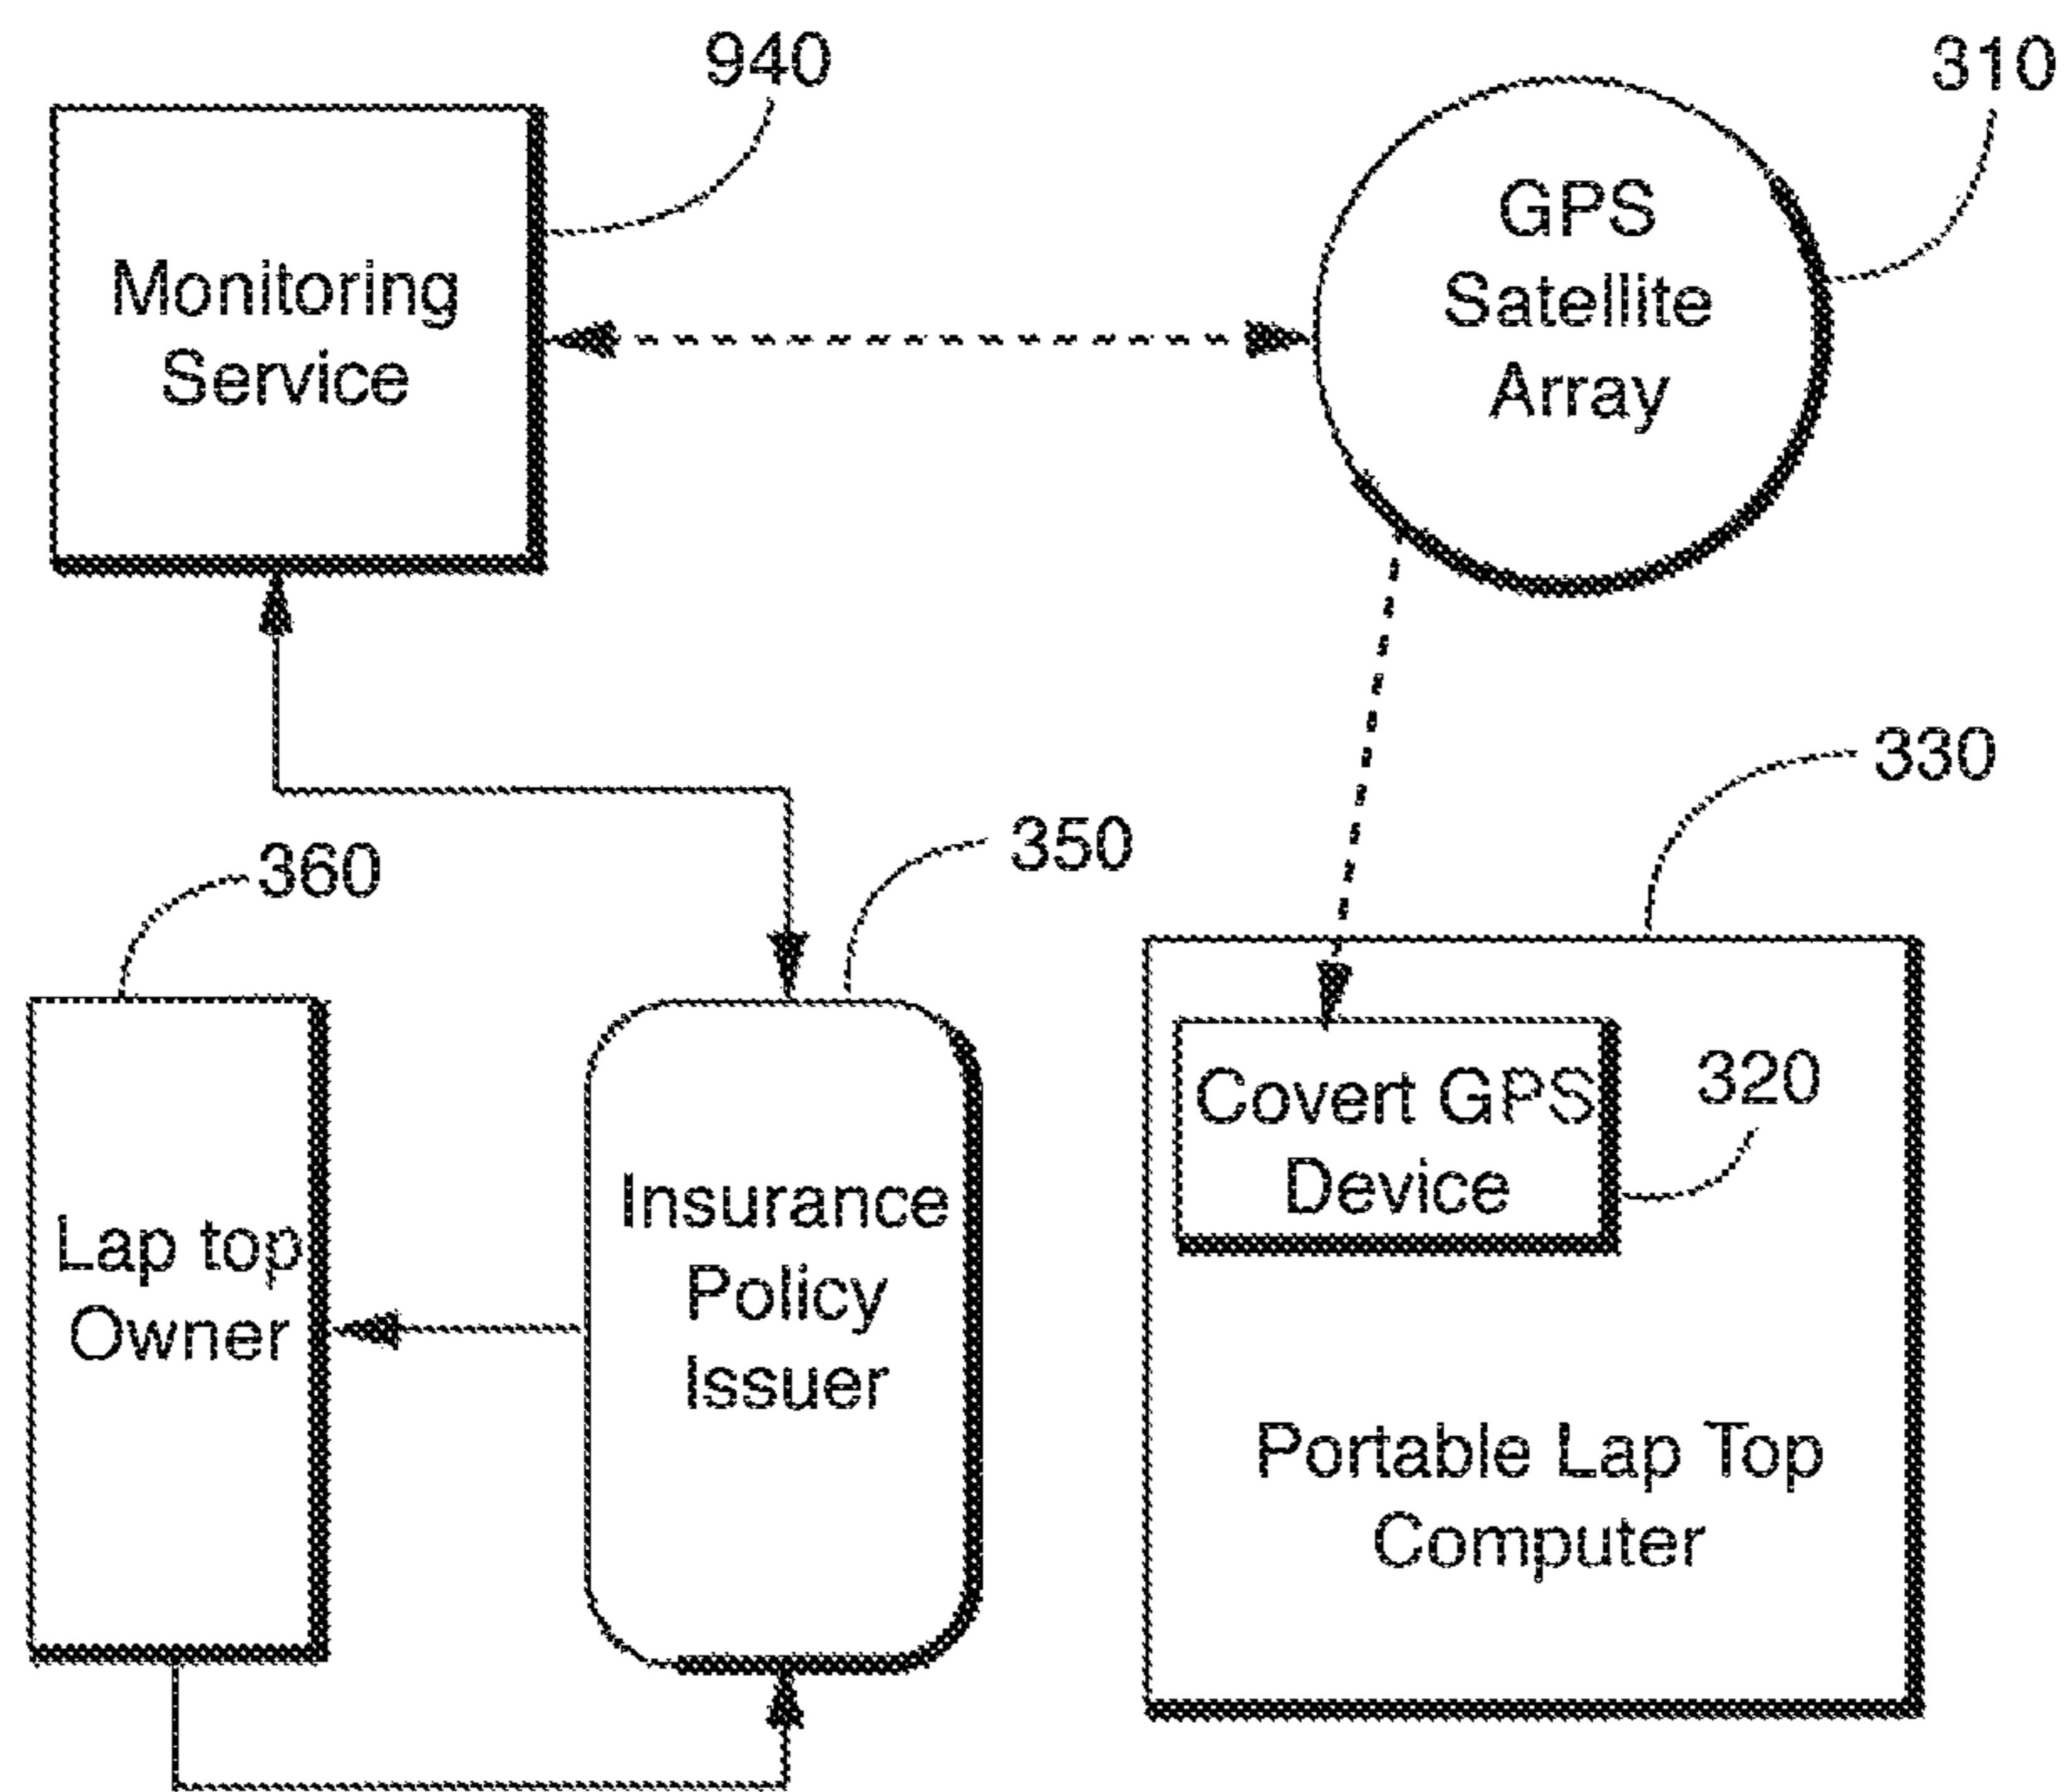 940
310
Monitoring
Service
GPS
Satellite
Array
330
350
360
Lap top
Owner
Insurance
Policy
Issuer
Covert GPS
Device
320
Portable Lap Top
Computer